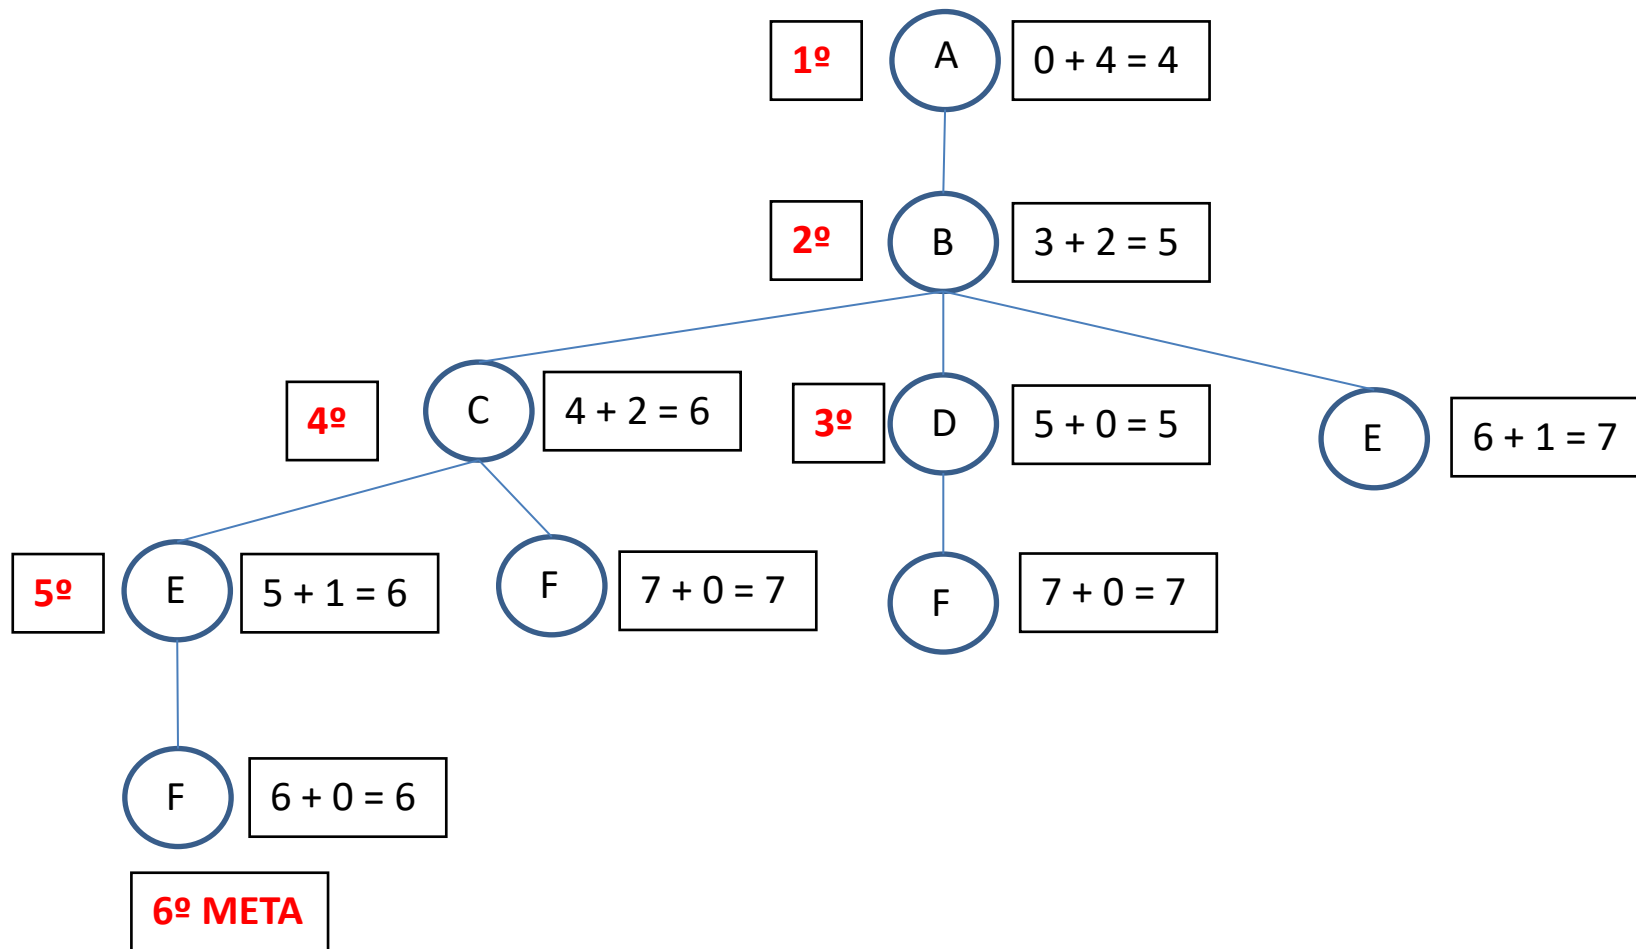 1º A 0 + 4 = 4
2º B 3 + 2 = 5
4º C 4 + 2 = 6 3º D 5 + 0 = 5 E 6 + 1 = 7
5º E 5 + 1 = 6 F 7 + 0 = 7 F 7 + 0 = 7
F 6 + 0 = 6
6º META